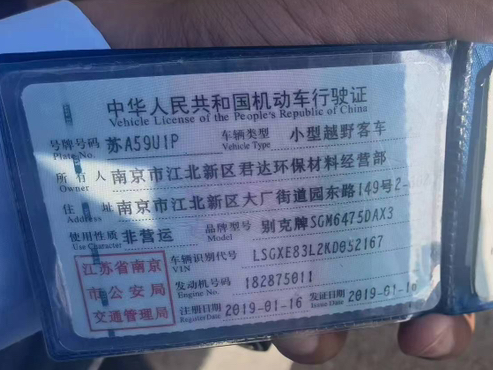 中华人民共和国机动车行驶证
Vehicle License of the People's Republic of China
号牌号码 苏A59U1P 车辆类型 小型越野客车
Plate No. Vehicle Type
所有人 南京市江北新区君达环保材料经营部
Owner
住址 南京市江北新区大厂街道园东路149号2-
Address
使用性质 非营运 品牌型号 别克牌SGM6475DAX3
Use Character Model
江苏省南京
市公安局
交通管理局
车辆识别代号 LSGXE83L2KD052167
VIN
发动机号码 182875011
Engine No.
注册日期 2019-01-16 发证日期 2019-01-1
Register Date Issue Date